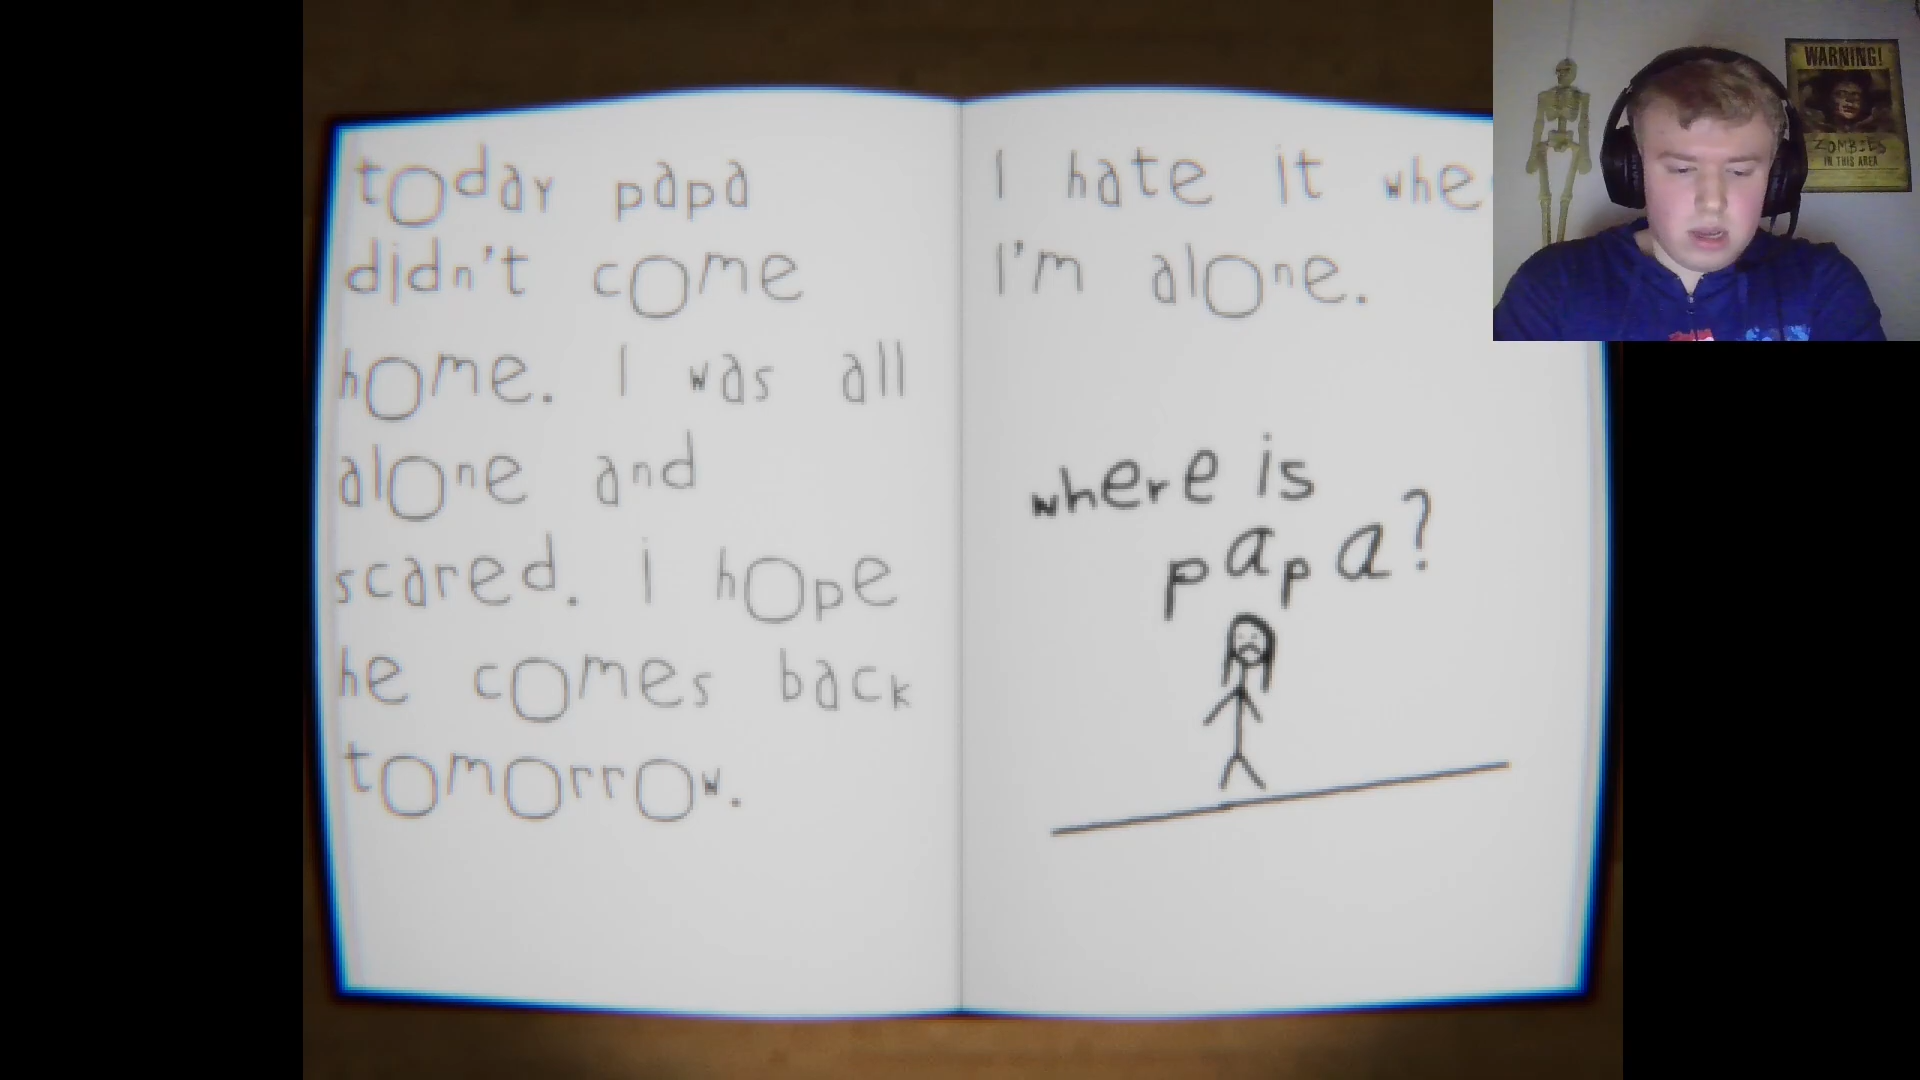 today papa
didn't come
home. I was all
alone and
scared. i hope
he comes back
tomorrow.
I hate it
I'm alone.
where is
papa?
WARNING!
ZOMBIES
IN THIS AREA